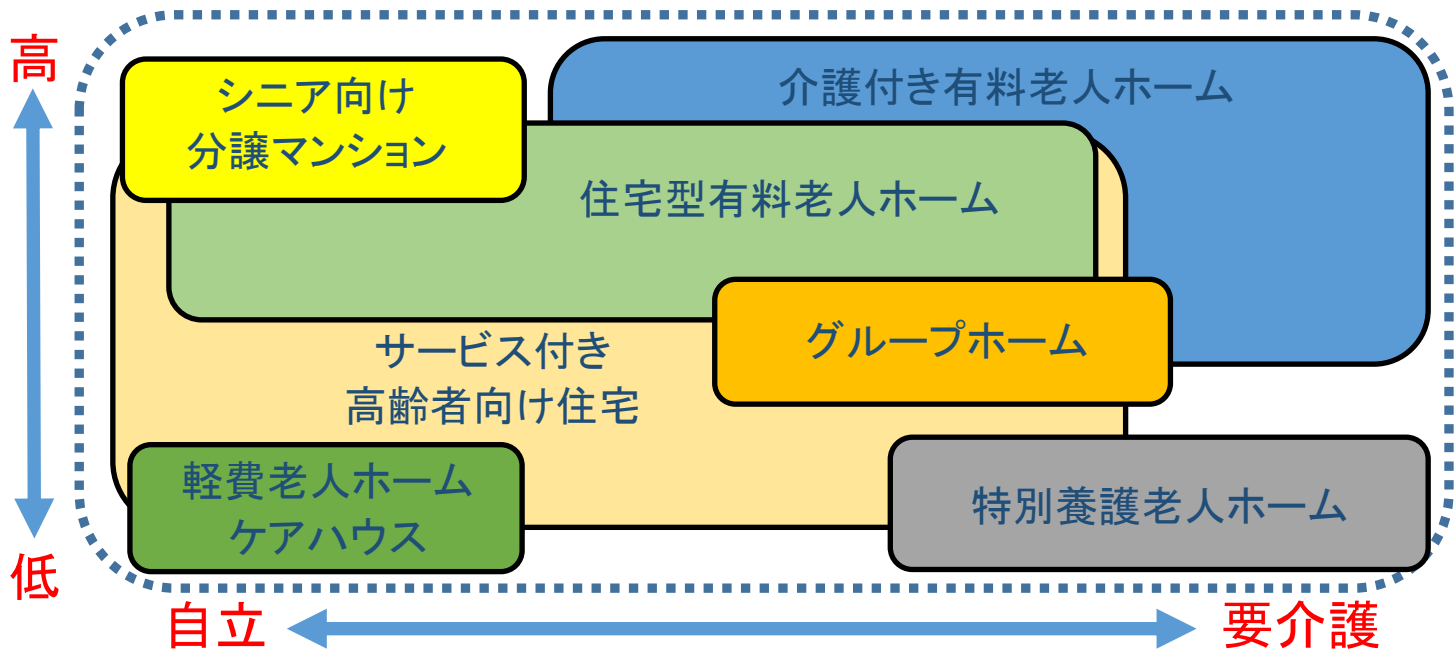 高
シニア向け
分譲マンション
介護付き有料老人ホーム
住宅型有料老人ホーム
グループホーム
サービス付き
高齢者向け住宅
軽費老人ホーム
ケアハウス
特別養護老人ホーム
低
自立
要介護